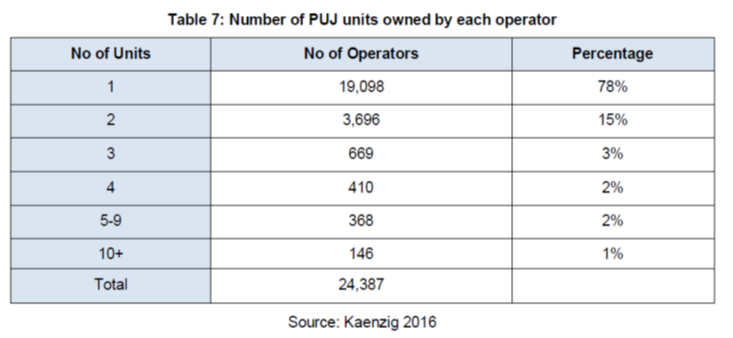 Table 7: Number of PUJ units owned by each operator
No of Units No of Operators Percentage
1 19,098 78%
2 3,696 15%
3 669 3%
4 410 2%
5-9 368 2%
10+ 146 1%
Total 24,387
Source: Kaenzig 2016